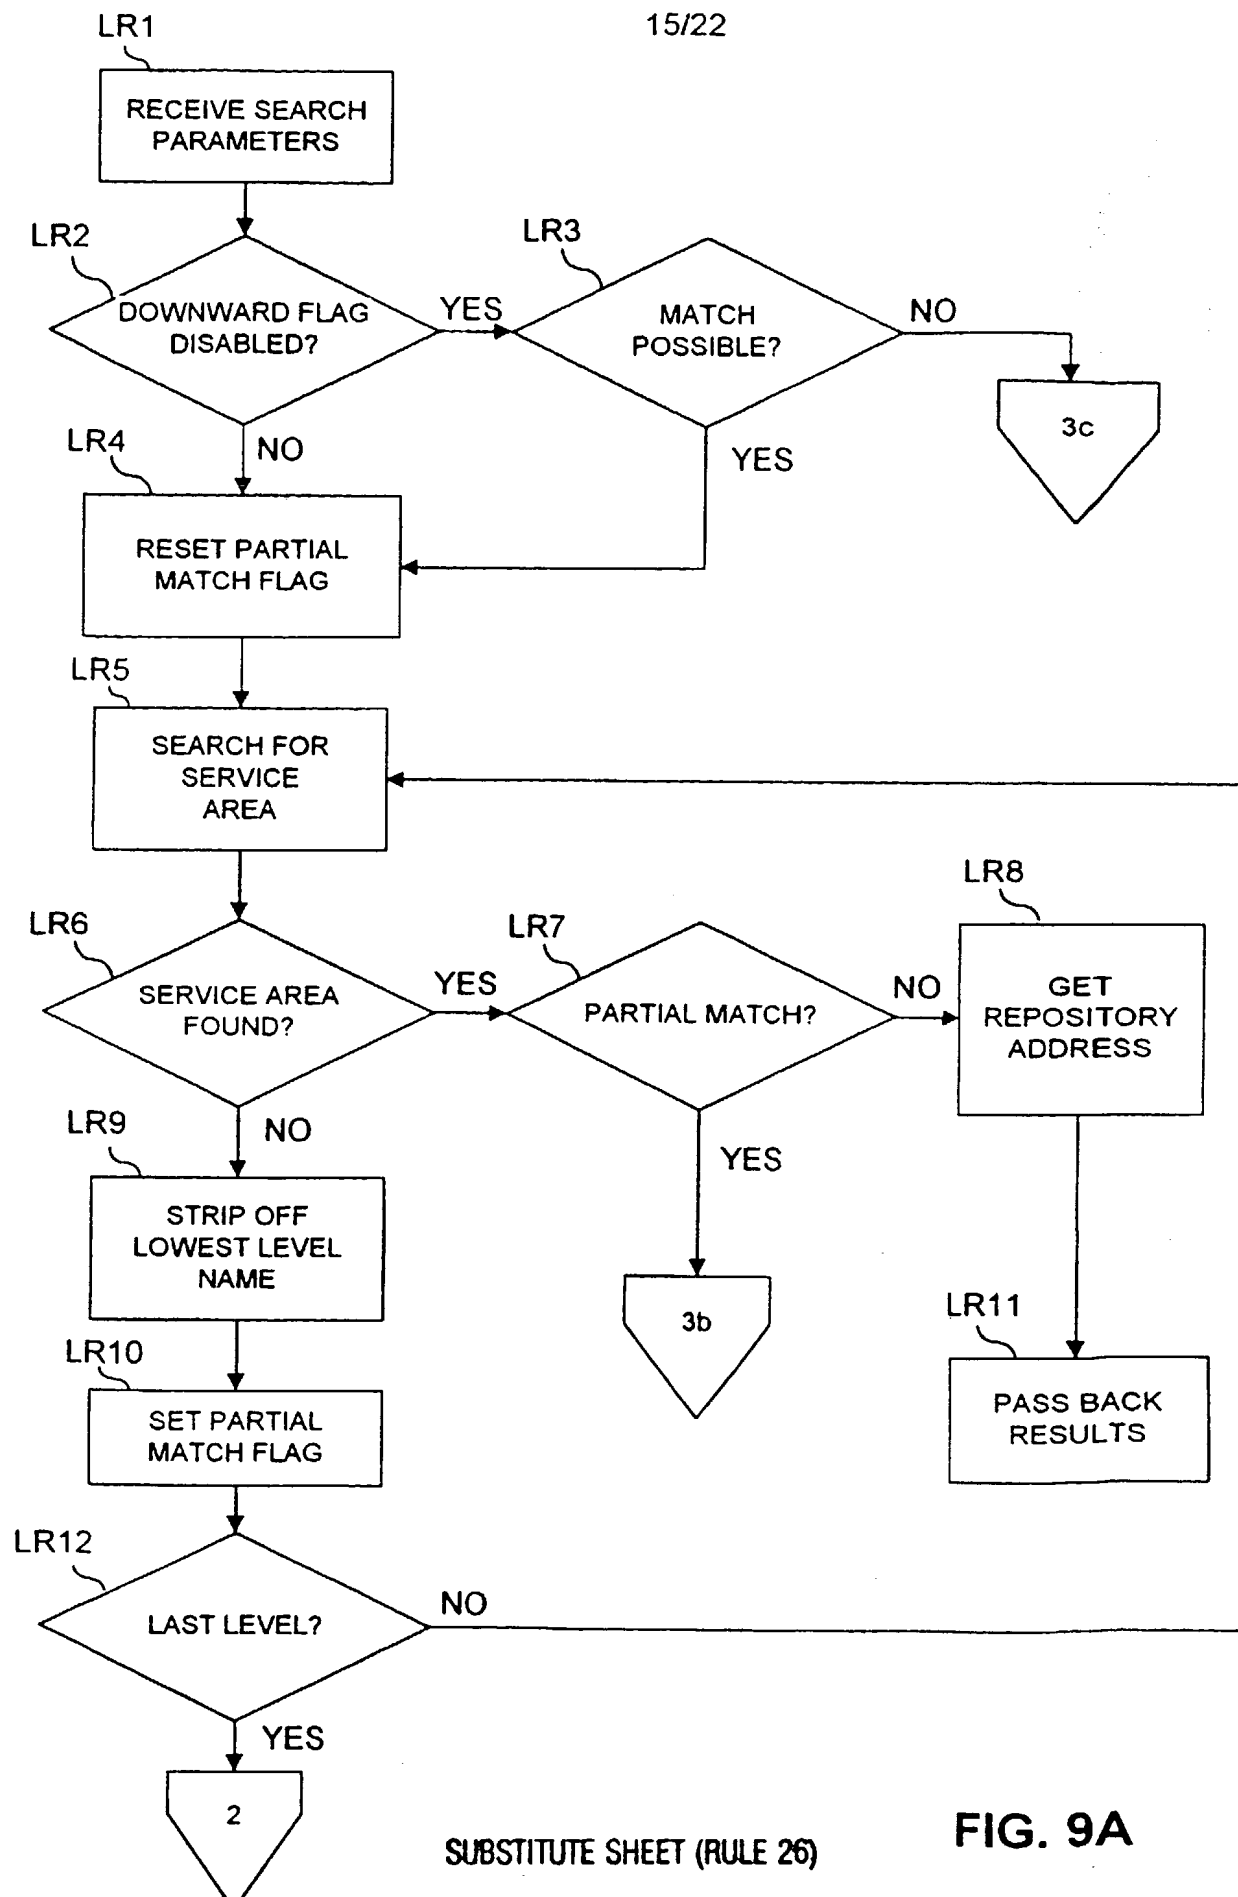 15/22
LR1
RECEIVE SEARCH
PARAMETERS
LR2
DOWNWARD FLAG
DISABLED?
YES
NO
LR3
MATCH
POSSIBLE?
NO
YES
3c
LR4
RESET PARTIAL
MATCH FLAG
LR5
SEARCH FOR
SERVICE
AREA
LR6
SERVICE AREA
FOUND?
YES
NO
LR7
PARTIAL MATCH?
NO
YES
LR8
GET
REPOSITORY
ADDRESS
3b
LR9
STRIP OFF
LOWEST LEVEL
NAME
LR11
PASS BACK
RESULTS
LR10
SET PARTIAL
MATCH FLAG
LR12
LAST LEVEL?
NO
YES
2
SUBSTITUTE SHEET (RULE 26)
FIG. 9A